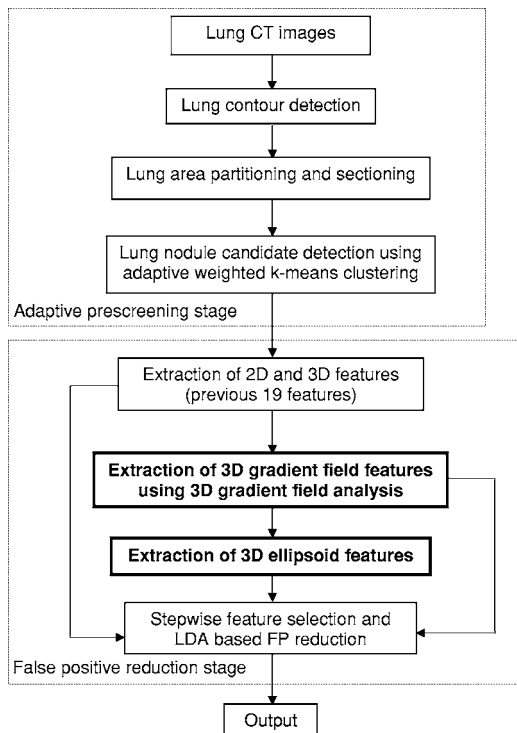 Lung CT images
Lung contour detection
Lung area partitioning and sectioning
Lung nodule candidate detection using
adaptive weighted k-means clustering
Adaptive prescreening stage
Extraction of 2D and 3D features
(previous 19 features)
Extraction of 3D gradient field features
using 3D gradient field analysis
Extraction of 3D ellipsoid features
Stepwise feature selection and
LDA based FP reduction
False positive reduction stage
Output